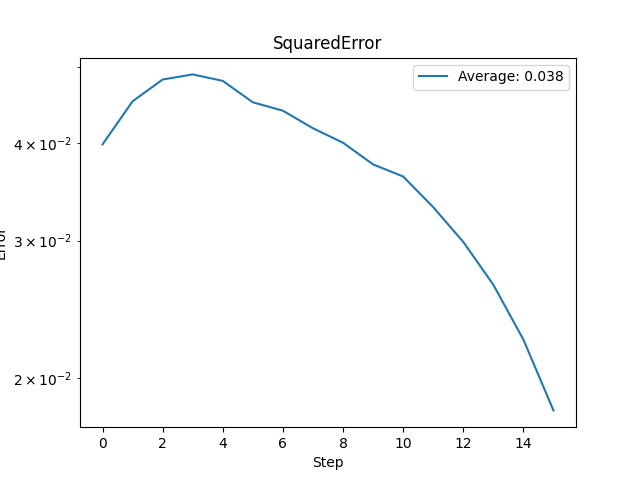 SquaredError
Average: 0.038
4 × 10⁻²
3 × 10⁻²
2 × 10⁻²
Error
0 2 4 6 8 10 12 14
Step